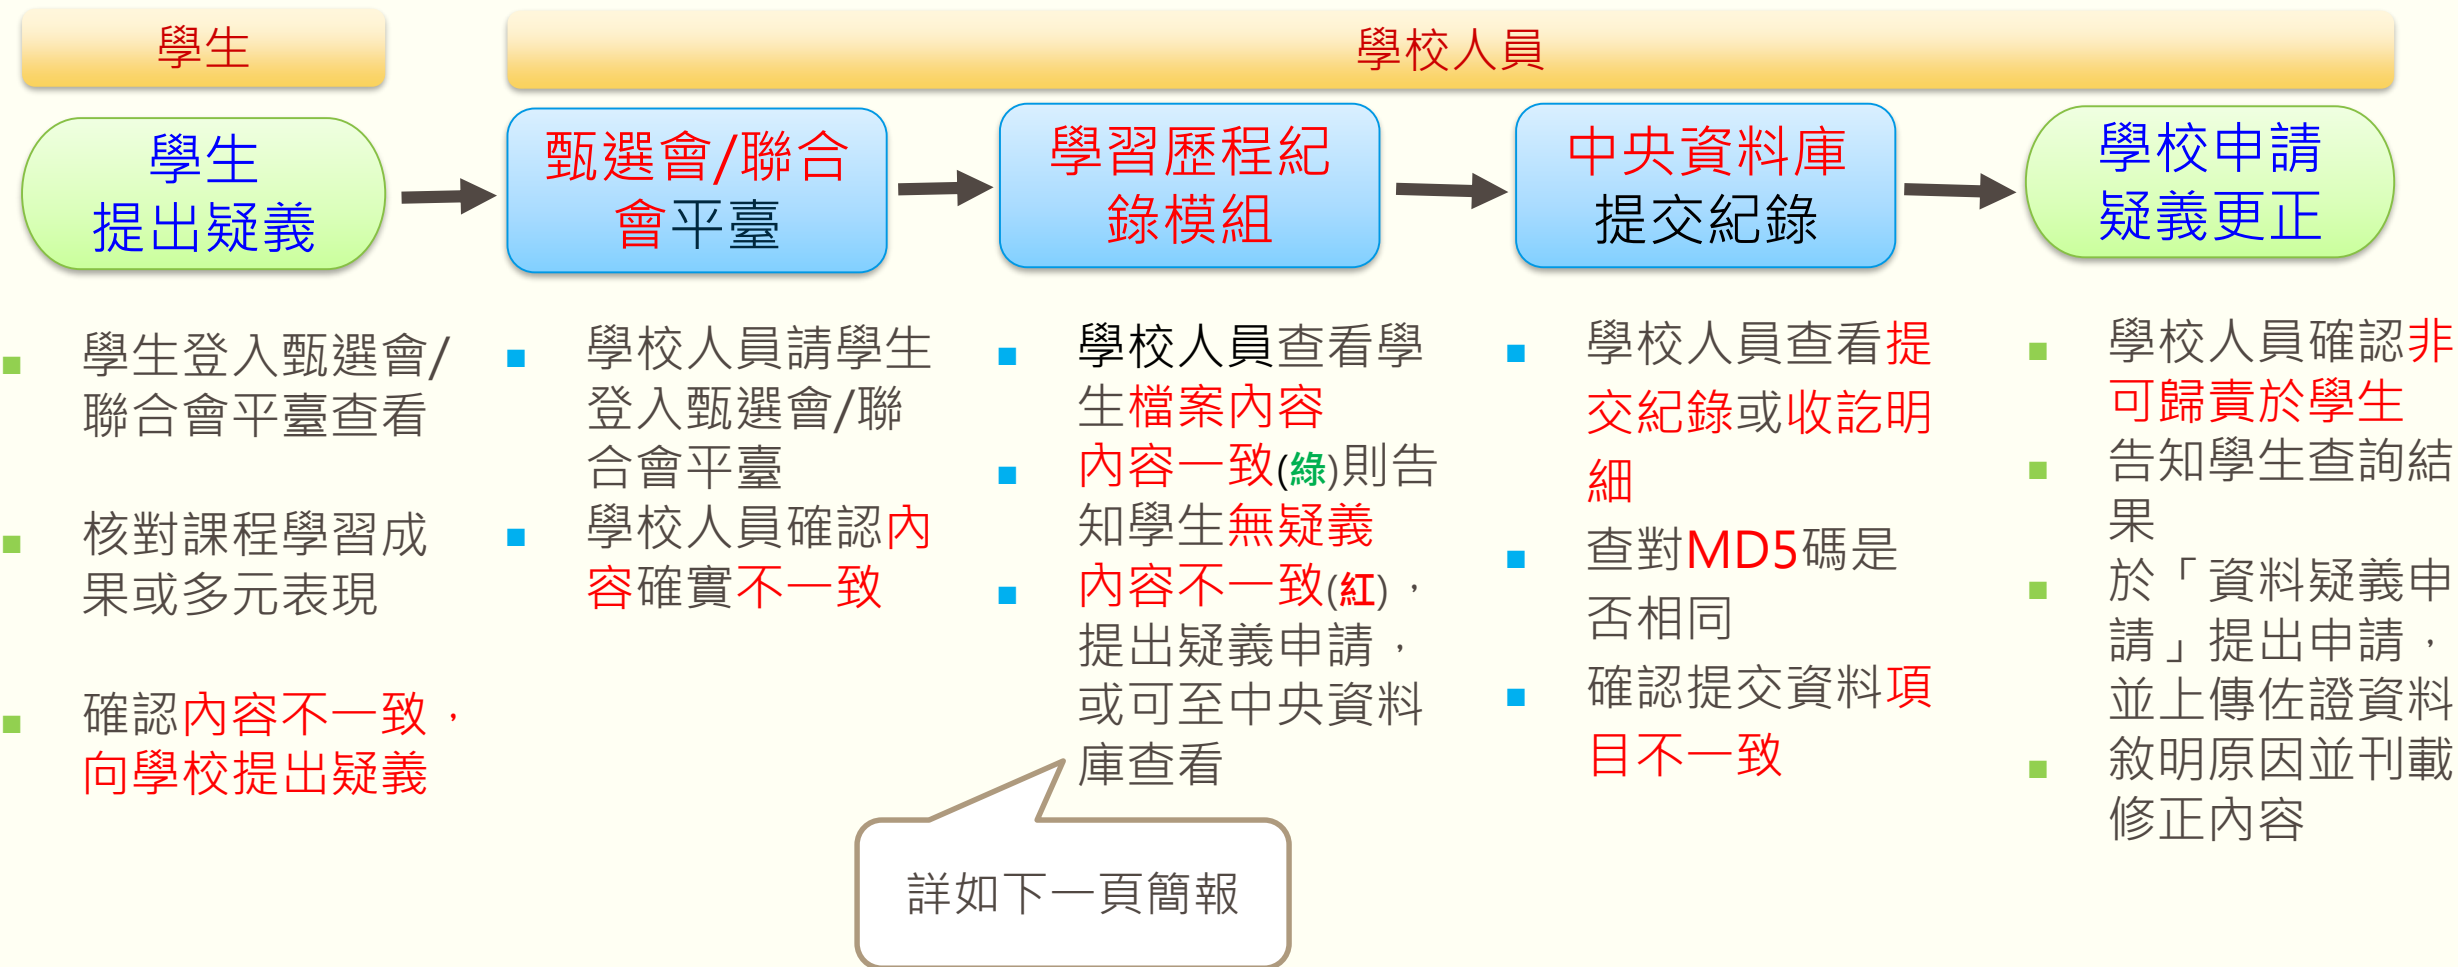 學生
學校人員
學生
提出疑義
甄選會/聯合
會平臺
學習歷程紀
錄模組
中央資料庫
提交紀錄
學校申請
疑義更正
學生登入甄選會/
聯合會平臺查看
核對課程學習成
果或多元表現
確認內容不一致，
向學校提出疑義
學校人員請學生
登入甄選會/聯
合會平臺
學校人員確認內
容確實不一致
學校人員查看學
生檔案內容
內容一致(綠)則告
知學生無疑義
內容不一致(紅)，
提出疑義申請，
或可至中央資料
庫查看
學校人員查看提
交紀錄或收訖明
細
查對MD5碼是
否相同
確認提交資料項
目不一致
學校人員確認非
可歸責於學生
告知學生查詢結
果
於「資料疑義申
請」提出申請，
並上傳佐證資料
敘明原因並刊載
修正內容
詳如下一頁簡報